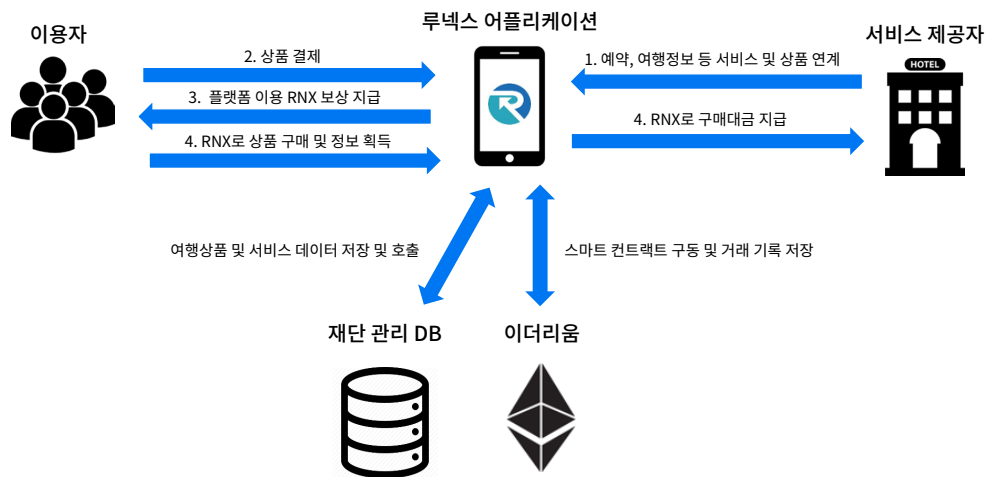 루넥스 어플리케이션
이용자
서비스 제공자
2. 상품 결제
1. 예약, 여행정보 등 서비스 및 상품 연계
HOTEL
3. 플랫폼 이용 RNX 보상 지급
4. RNX로 구매대금 지급
4. RNX로 상품 구매 및 정보 획득
여행상품 및 서비스 데이터 저장 및 호출
스마트 컨트랙트 구동 및 거래 기록 저장
재단 관리 DB
이더리움